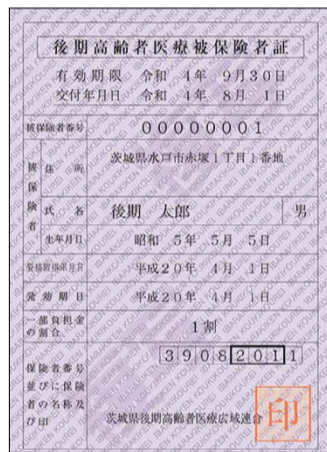 後期高齢者医療被保険者証
有効期限 令和 4年 9月30日
交付年月日 令和 4年 8月 1日
被保険者番号 00000001
被保険者
住所 茨城県水戸市赤塚1丁目1番地
氏名 後期 太郎 男
生年月日 昭和 5年 5月 5日
資格取得年月日 平成20年 4月 1日
発効期日 平成20年 4月 1日
一部負担金の割合 1割
保険者番号並びに保険者の名称及び印 39082011
茨城県後期高齢者医療広域連合
印